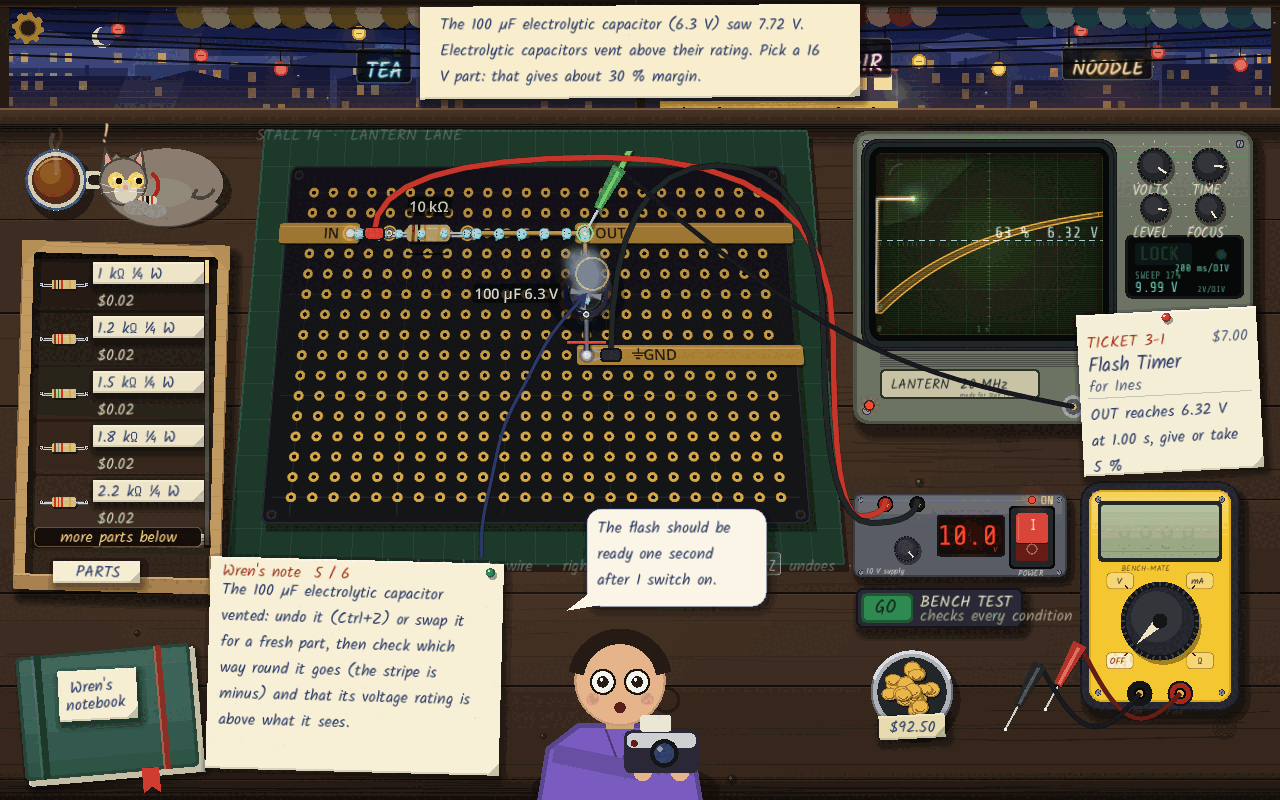 The 100 µF electrolytic capacitor (6.3 V) saw 7.72 V.
Electrolytic capacitors vent above their rating. Pick a 16
V part: that gives about 30 % margin.
TEA
IR
NOODLE
STALL 14 · LANTERN LANE
10 kΩ
IN
OUT
100 µF 6.3 V
GND
63 % 6.32 V
0
1 s
VOLTS
TIME
LEVEL
FOCUS
LOCK
200 ms/DIV
SWEEP 17%
9.99 V
2V/DIV
LANTERN 20 MHz
1 kΩ ¼ W
$0.02
1.2 kΩ ¼ W
$0.02
1.5 kΩ ¼ W
$0.02
1.8 kΩ ¼ W
$0.02
2.2 kΩ ¼ W
$0.02
more parts below
PARTS
TICKET 3-1
$7.00
Flash Timer
for Ines
OUT reaches 6.32 V
at 1.00 s, give or take
5 %
ON
10.0
V
I
10 V supply
POWER
GO
BENCH TEST
checks every condition
BENCH-MATE
V
mA
OFF
Ω
wire · righ
Z undoes
The flash should be
ready one second
after I switch on.
Wren's note 5 / 6
The 100 µF electrolytic capacitor
vented: undo it (Ctrl+Z) or swap it
for a fresh part, then check which
way round it goes (the stripe is
minus) and that its voltage rating is
above what it sees.
Wren's
notebook
$92.50